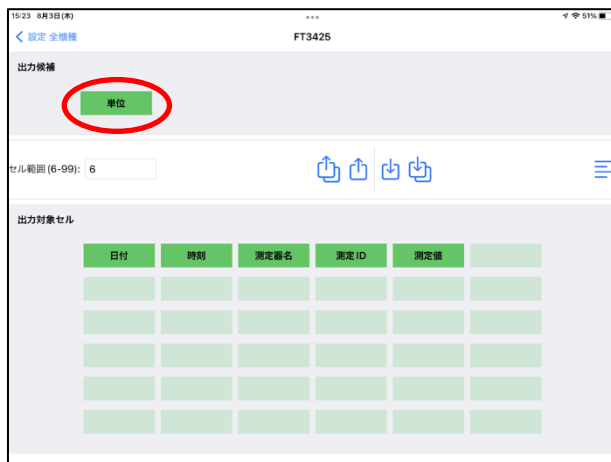 15:23 8月3日(木)
51%
設定 全機種
FT3425
出力候補
単位
セル範囲(6-99): 6
出力対象セル
日付 時刻 測定器名 測定ID 測定値